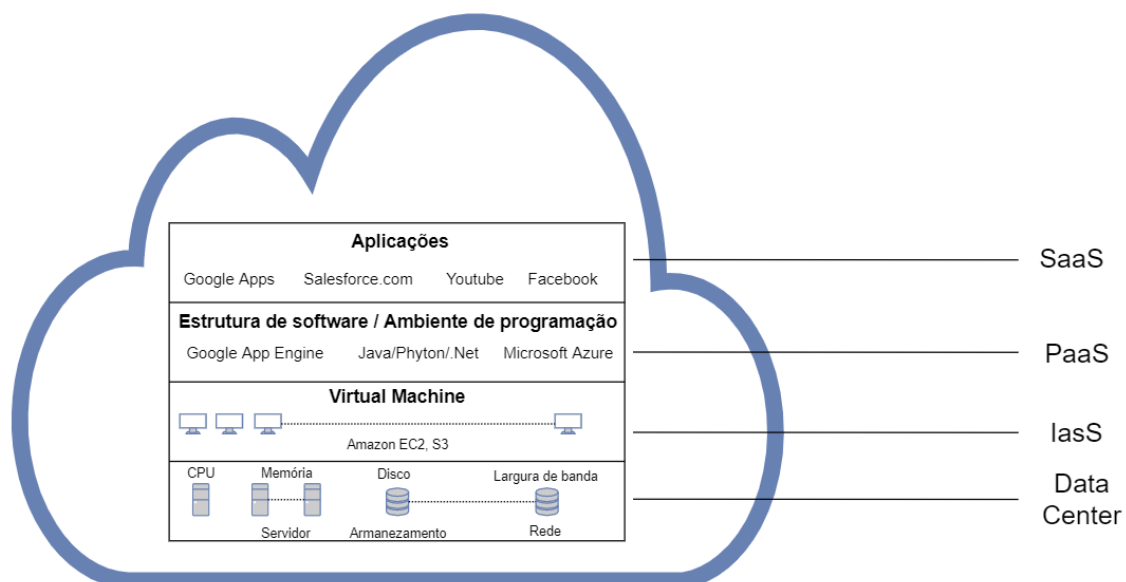 Aplicações
Google Apps Salesforce.com Youtube Facebook
SaaS
Estrutura de software / Ambiente de programação
Google App Engine Java/Phyton/.Net Microsoft Azure
PaaS
Virtual Machine
Amazon EC2, S3
IasS
CPU Memória Disco Largura de banda
Servidor Armanezamento Rede
Data
Center